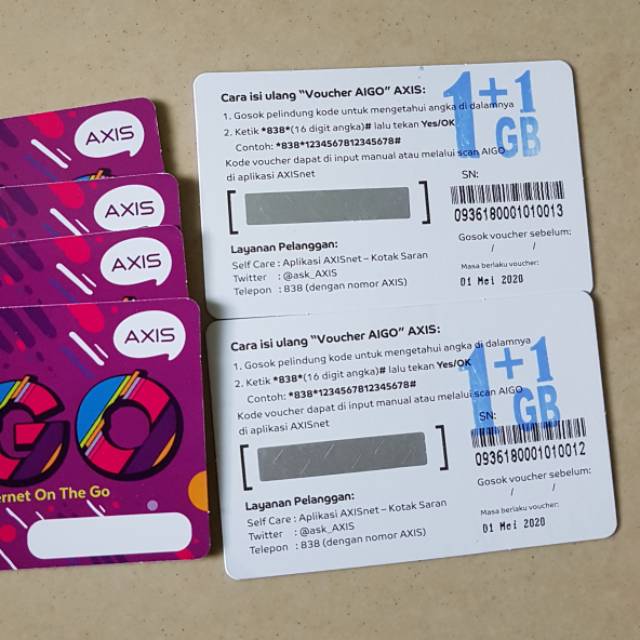 AXIS
AXIS
AXIS
AXIS
GO
ernet On The Go
Cara isi ulang "Voucher AIGO" AXIS:
1. Gosok pelindung kode untuk mengetahui angka di dalamnya
2. Ketik *838*(16 digit angka)# lalu tekan Yes/OK
Contoh: *838*1234567812345678#
Kode voucher dapat di input manual atau melalui scan AIGO
di aplikasi AXISnet
1+1
GB
SN:
0936180001010013
Gosok voucher sebelum:
/ /
Masa berlaku voucher:
01 Mei 2020
Layanan Pelanggan:
Self Care : Aplikasi AXISnet – Kotak Saran
Twitter : @ask_AXIS
Telepon : 838 (dengan nomor AXIS)
Cara isi ulang "Voucher AIGO" AXIS:
1. Gosok pelindung kode untuk mengetahui angka di dalamnya
2. Ketik *838*(16 digit angka)# lalu tekan Yes/OK
Contoh: *838*1234567812345678#
Kode voucher dapat di input manual atau melalui scan AIGO
di aplikasi AXISnet
1+1
GB
SN:
0936180001010012
Gosok voucher sebelum:
/ /
Masa berlaku voucher:
01 Mei 2020
Layanan Pelanggan:
Self Care : Aplikasi AXISnet – Kotak Saran
Twitter : @ask_AXIS
Telepon : 838 (dengan nomor AXIS)